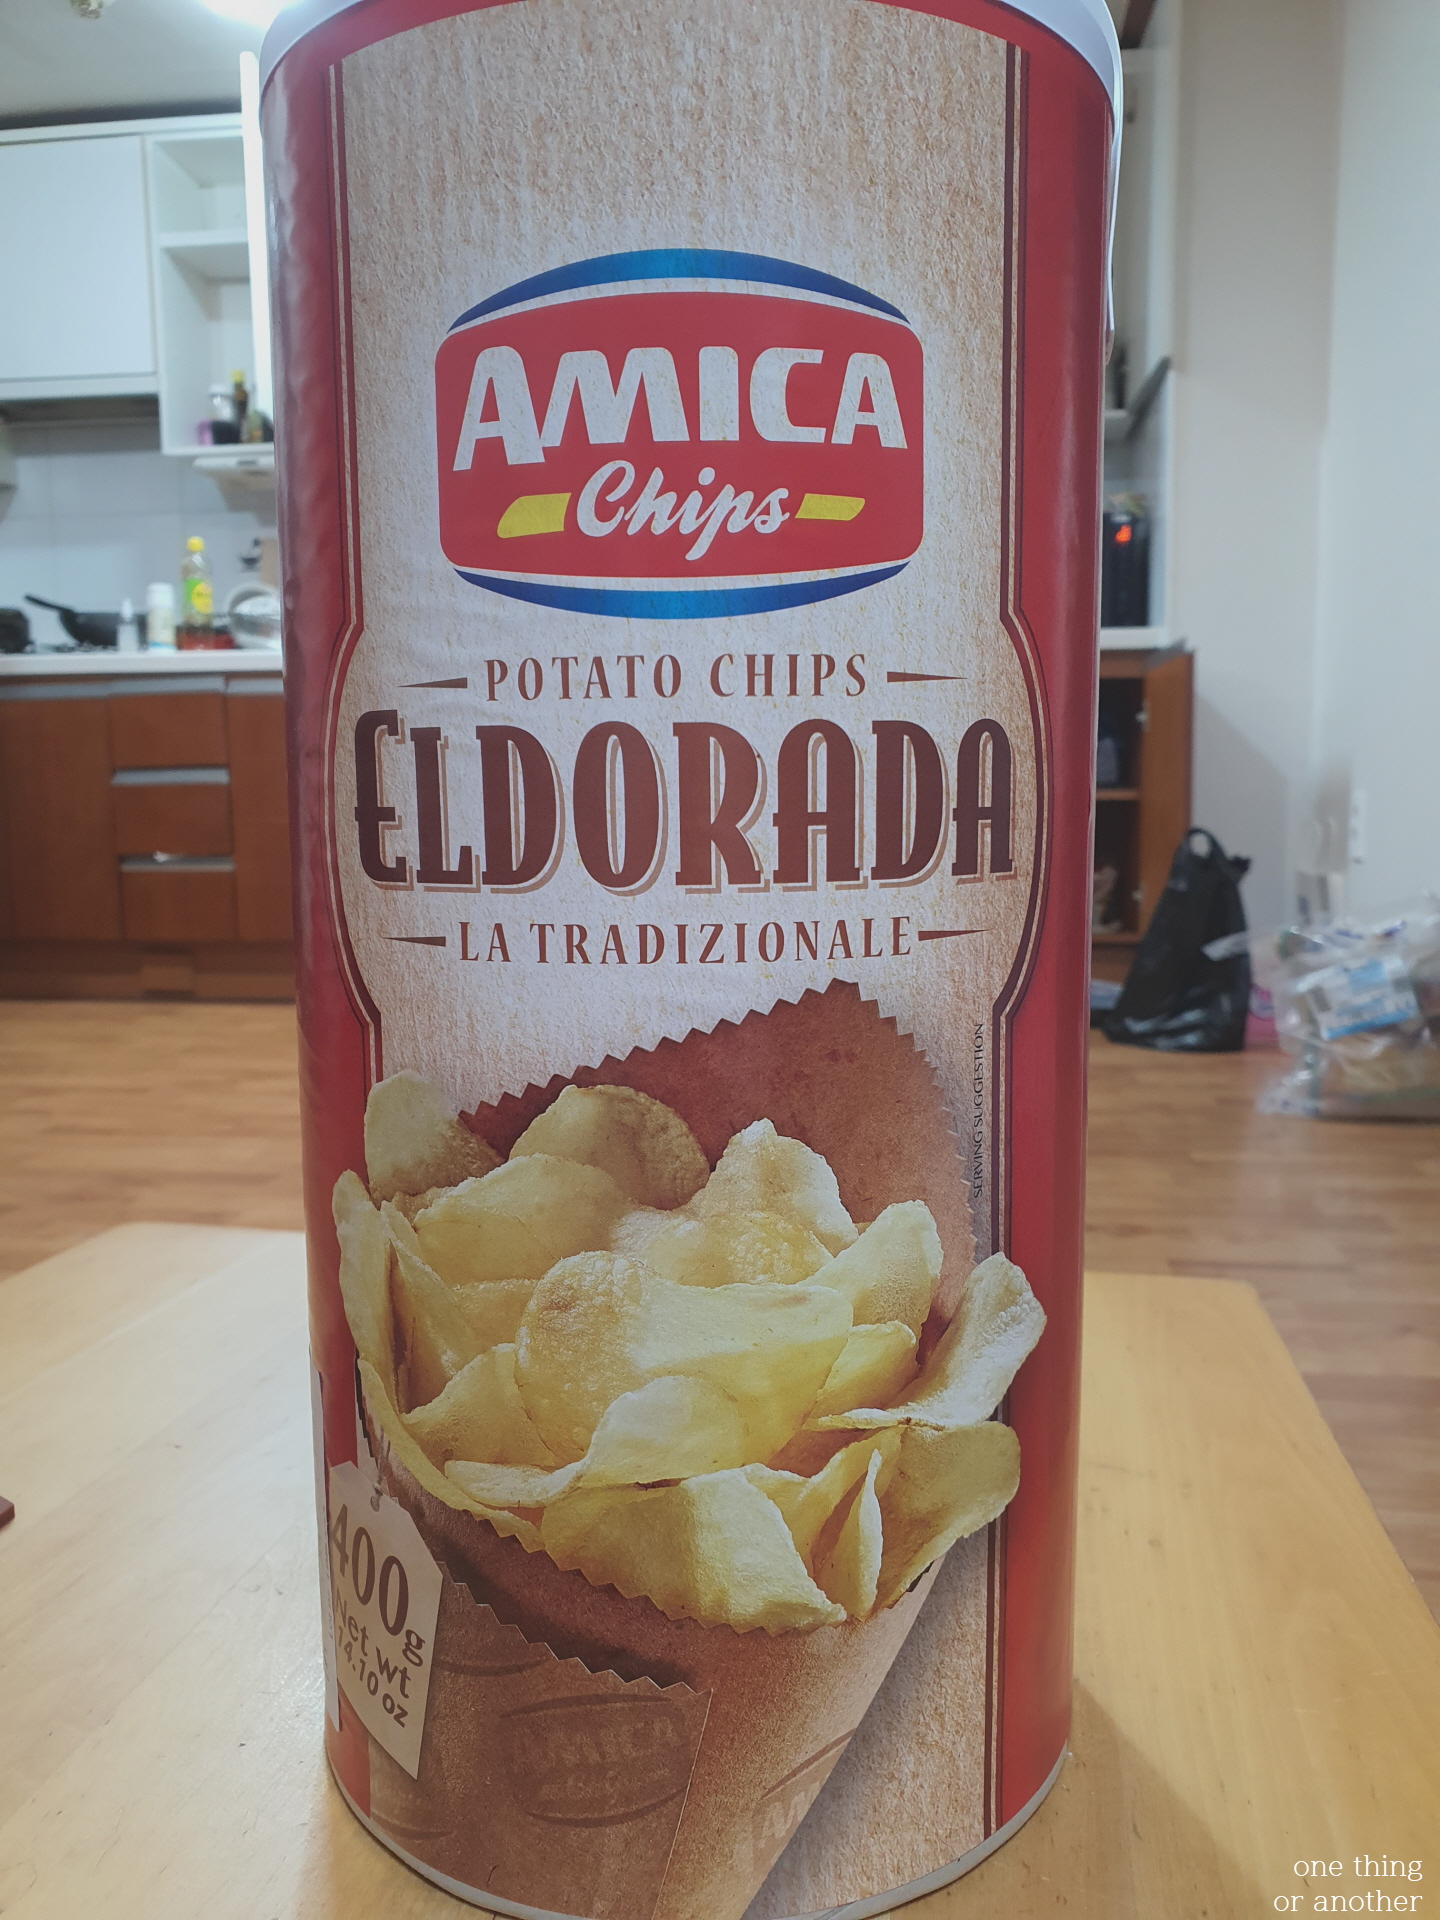 AMICA
Chips
POTATO CHIPS
ELDORADA
LA TRADIZIONALE
SERVING SUGGESTION
400g
Net wt
14.10 oz
AMICA
one thing
or another